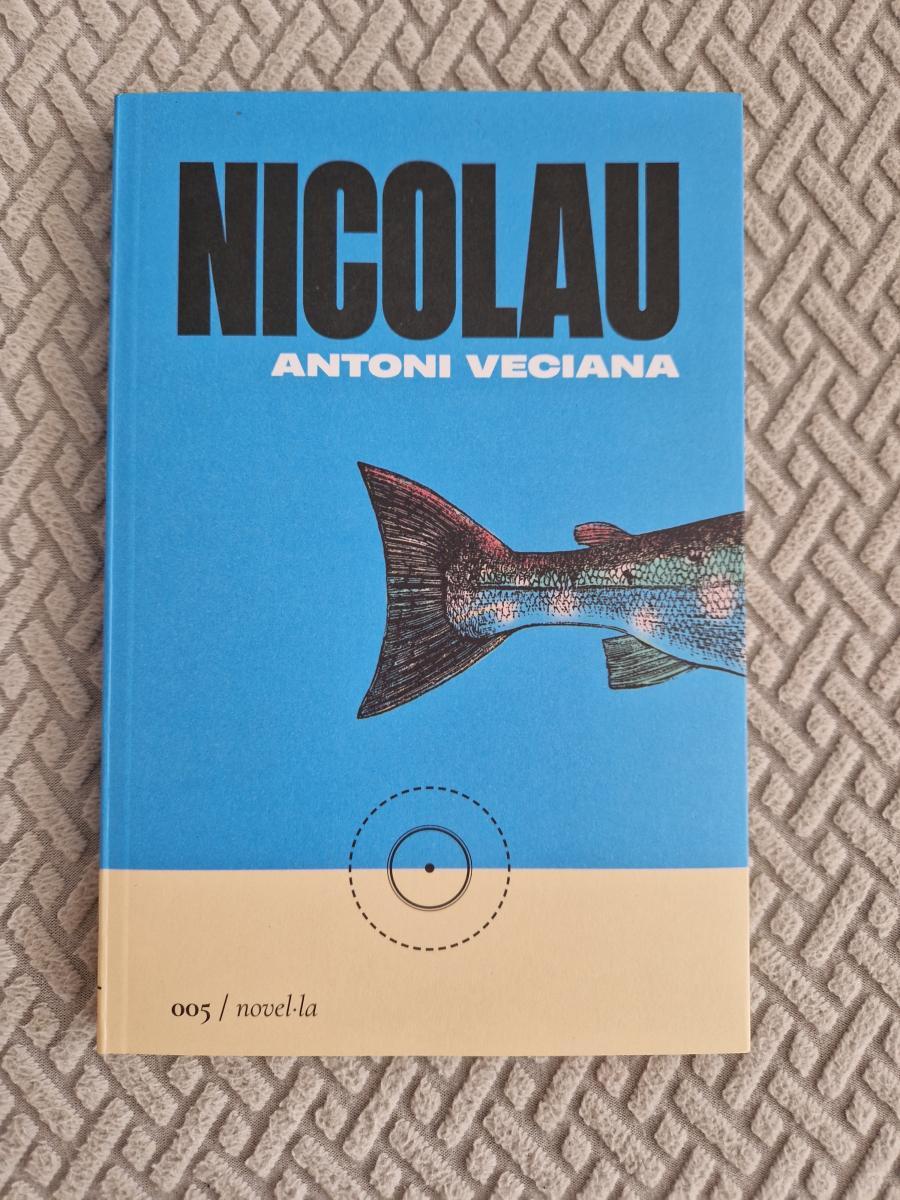 NICOLAU
ANTONI VECIANA
005 / novel·la